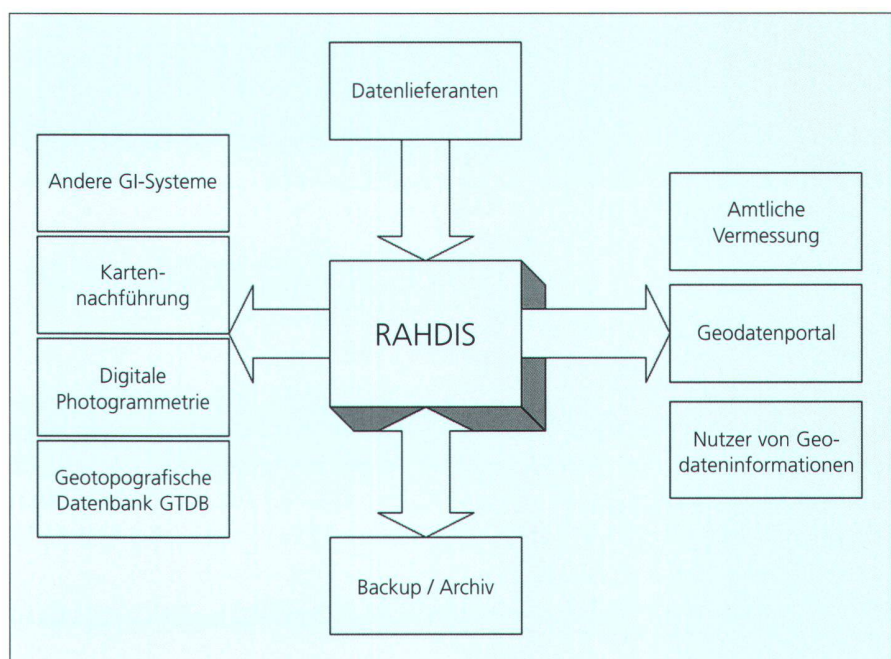 Datenlieferanten
Andere GI-Systeme
Karten-
nachführung
Digitale
Photogrammetrie
Geotopografische
Datenbank GTDB
RAHDIS
Amtliche
Vermessung
Geodatenportal
Nutzer von Geo-
dateninformationen
Backup / Archiv